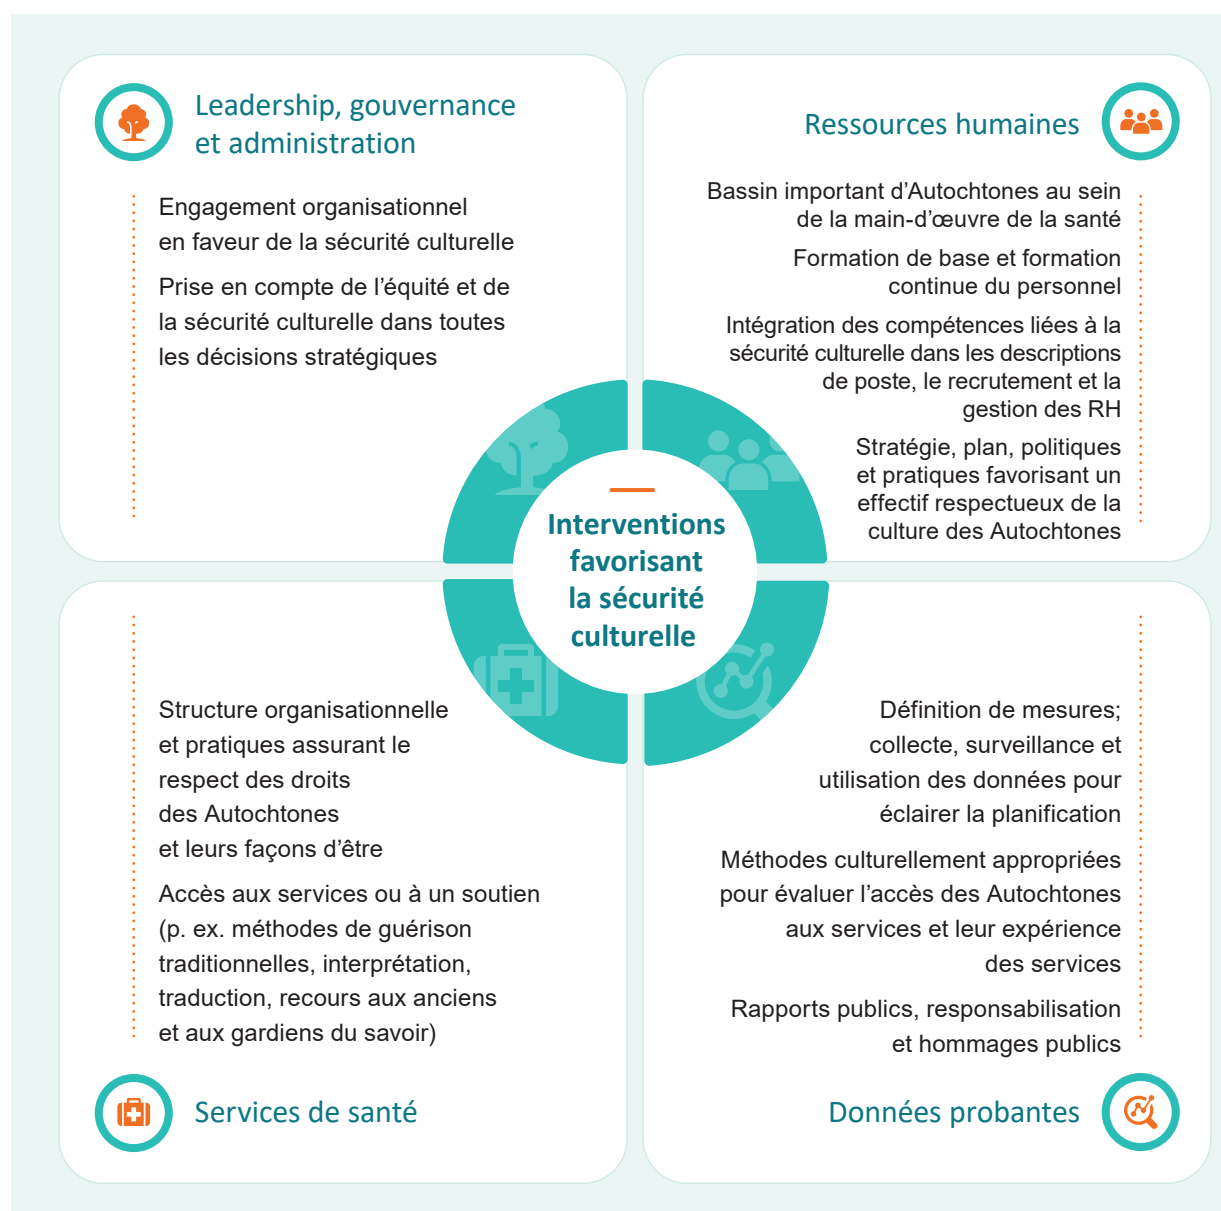 Leadership, gouvernance
et administration
Engagement organisationnel
en faveur de la sécurité culturelle
Prise en compte de l’équité et de
la sécurité culturelle dans toutes
les décisions stratégiques
Ressources humaines
Bassin important d’Autochtones au sein
de la main-d’œuvre de la santé
Formation de base et formation
continue du personnel
Intégration des compétences liées à la
sécurité culturelle dans les descriptions
de poste, le recrutement et la
gestion des RH
Stratégie, plan, politiques
et pratiques favorisant un
effectif respectueux de la
culture des Autochtones
Interventions
favorisant
la sécurité
culturelle
Structure organisationnelle
et pratiques assurant le
respect des droits
des Autochtones
et leurs façons d’être
Accès aux services ou à un soutien
(p. ex. méthodes de guérison
traditionnelles, interprétation,
traduction, recours aux anciens
et aux gardiens du savoir)
Services de santé
Définition de mesures;
collecte, surveillance et
utilisation des données pour
éclairer la planification
Méthodes culturellement appropriées
pour évaluer l’accès des Autochtones
aux services et leur expérience
des services
Rapports publics, responsabilisation
et hommages publics
Données probantes